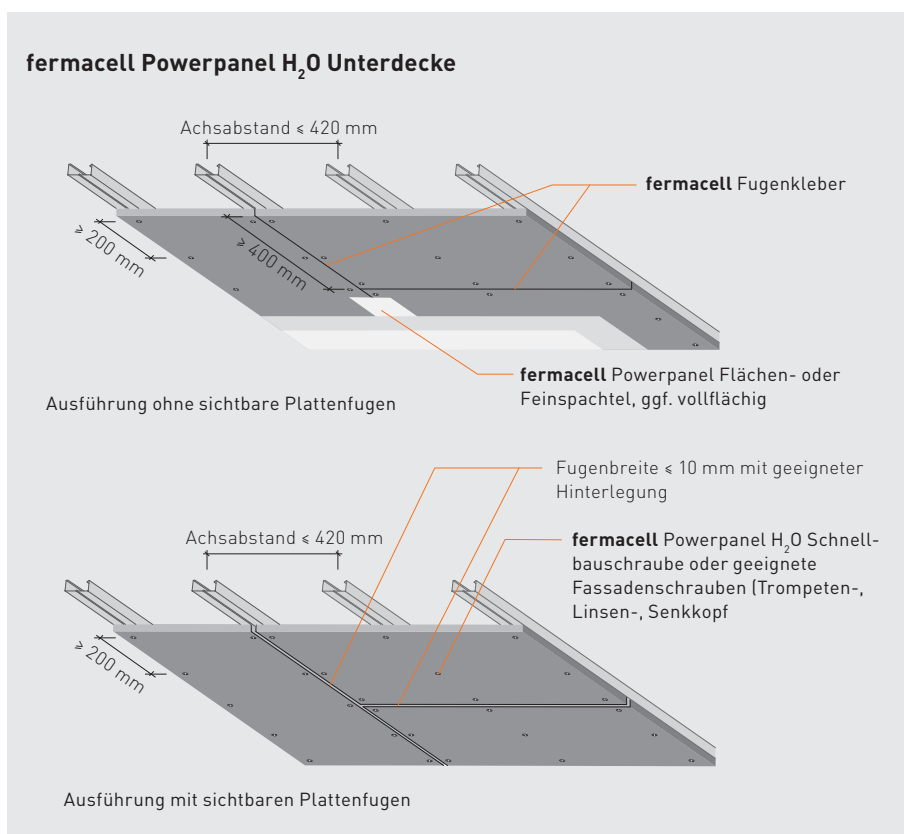 fermacell Powerpanel H₂O Unterdecke
Achsabstand ≤ 420 mm
fermacell Fugenkleber
≥ 200 mm
≥ 400 mm
fermacell Powerpanel Flächen- oder
Feinspachtel, ggf. vollflächig
Ausführung ohne sichtbare Plattenfugen
Fugenbreite ≤ 10 mm mit geeigneter
Hinterlegung
Achsabstand ≤ 420 mm
fermacell Powerpanel H₂O Schnell-
bauschraube oder geeignete
Fassadenschrauben (Trompeten-,
Linsen-, Senkkopf
≥ 200 mm
Ausführung mit sichtbaren Plattenfugen